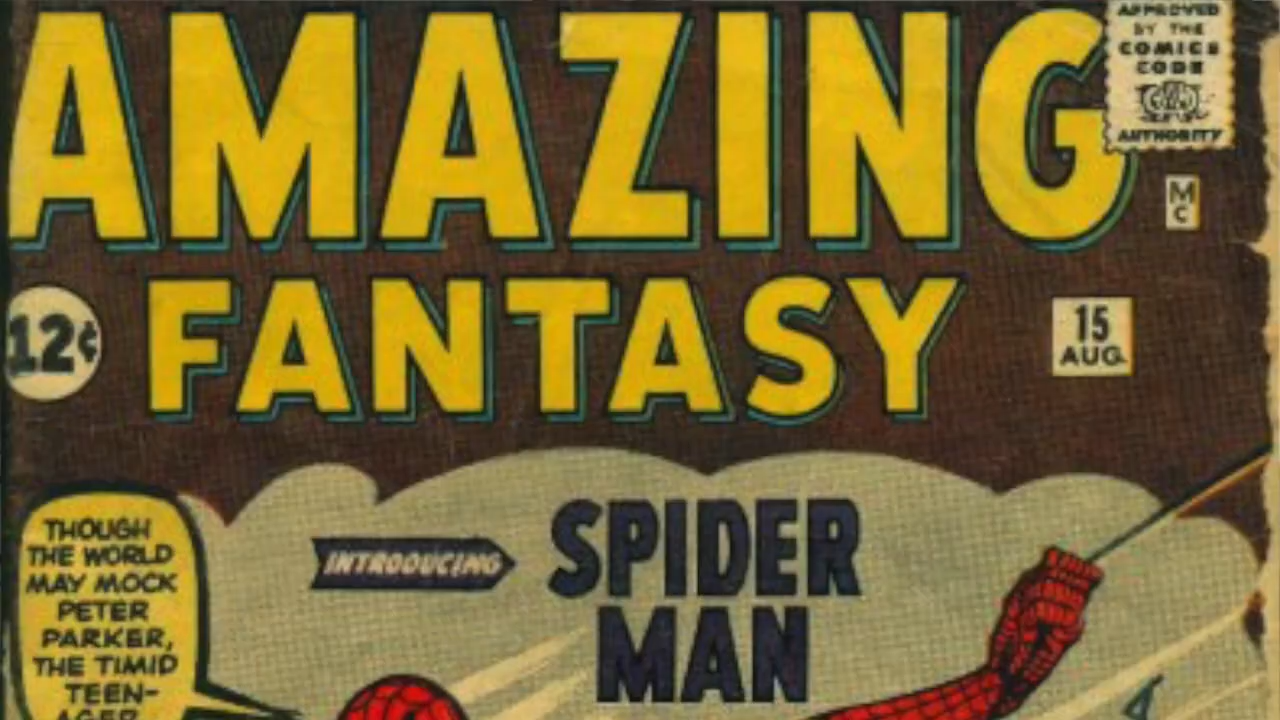 AMAZING
FANTASY
APPROVED
BY THE
COMICS
CODE
AUTHORITY
M
C
12¢
15
AUG.
INTRODUCING
SPIDER
MAN
THOUGH
THE WORLD
MAY MOCK
PETER
PARKER,
THE TIMID
TEEN-
AGER